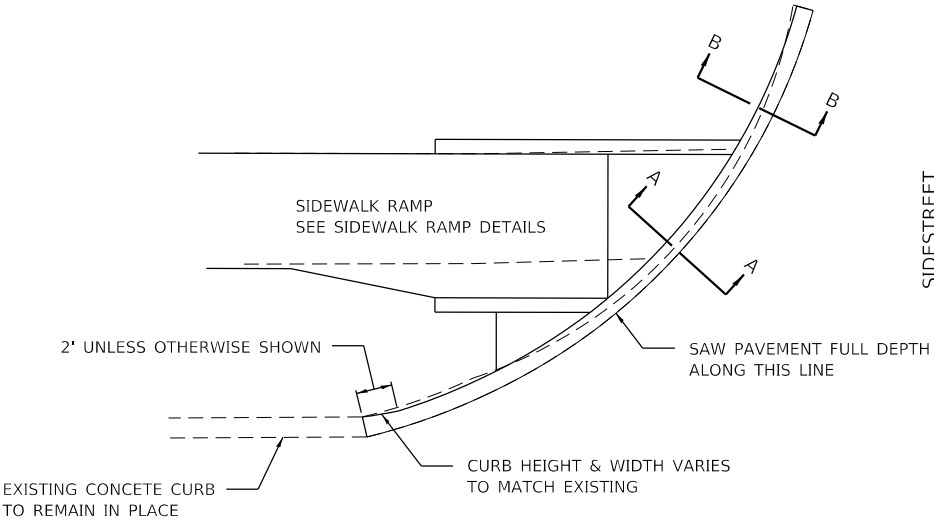 B
B
A
SIDEWALK RAMP
SEE SIDEWALK RAMP DETAILS
SIDESTREET
A
2' UNLESS OTHERWISE SHOWN
SAW PAVEMENT FULL DEPTH
ALONG THIS LINE
CURB HEIGHT & WIDTH VARIES
TO MATCH EXISTING
EXISTING CONCETE CURB
TO REMAIN IN PLACE